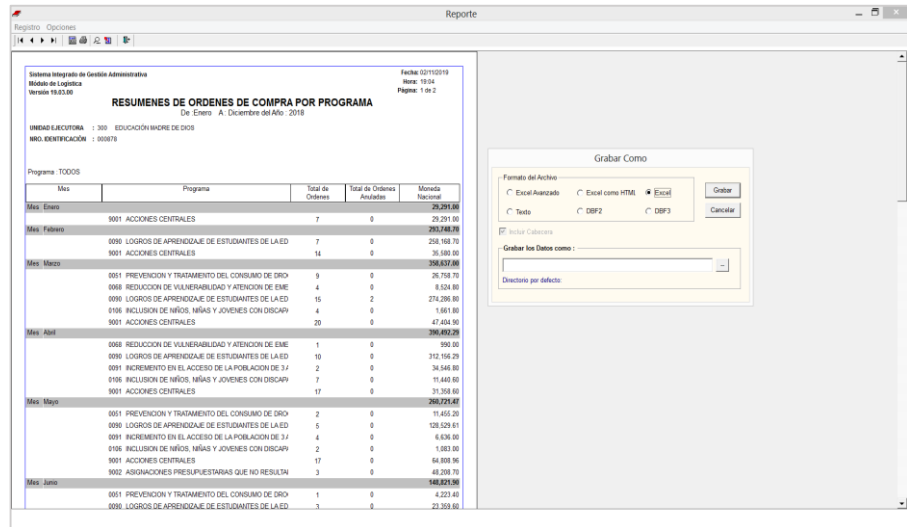 Reporte
Registro Opciones
Sistema Integrado de Gestión Administrativa
Módulo de Logística
Versión 19.03.00
Fecha: 02/11/2019
Hora: 19:04
Página: 1 de 2
RESUMENES DE ORDENES DE COMPRA POR PROGRAMA
De :Enero A : Diciembre del Año : 2018
UNIDAD EJECUTORA : 300 EDUCACIÓN MADRE DE DIOS
NRO. IDENTIFICACIÓN : 000878
Programa : TODOS
Mes Programa Total de Ordenes Total de Ordenes Anuladas Moneda Nacional
Mes Enero 29,291.00
9001 ACCIONES CENTRALES 7 0 29,291.00
Mes Febrero 293,748.70
0090 LOGROS DE APRENDIZAJE DE ESTUDIANTES DE LA ED 7 0 258,168.70
9001 ACCIONES CENTRALES 14 0 35,580.00
Mes Marzo 358,637.00
0051 PREVENCION Y TRATAMIENTO DEL CONSUMO DE DRO 9 0 26,758.70
0068 REDUCCION DE VULNERABILIDAD Y ATENCION DE EME 4 0 8,524.80
0090 LOGROS DE APRENDIZAJE DE ESTUDIANTES DE LA ED 15 2 274,286.80
0106 INCLUSION DE NIÑOS, NIÑAS Y JOVENES CON DISCAP 4 0 1,661.80
9001 ACCIONES CENTRALES 20 0 47,404.90
Mes Abril 390,492.29
0068 REDUCCION DE VULNERABILIDAD Y ATENCION DE EME 1 0 990.00
0090 LOGROS DE APRENDIZAJE DE ESTUDIANTES DE LA ED 10 0 312,156.29
0091 INCREMENTO EN EL ACCESO DE LA POBLACION DE 3 A 2 0 34,546.80
0106 INCLUSION DE NIÑOS, NIÑAS Y JOVENES CON DISCAP 7 0 11,440.60
9001 ACCIONES CENTRALES 17 0 31,358.60
Mes Mayo 260,721.47
0051 PREVENCION Y TRATAMIENTO DEL CONSUMO DE DRO 2 0 11,455.20
0090 LOGROS DE APRENDIZAJE DE ESTUDIANTES DE LA ED 5 0 128,529.61
0091 INCREMENTO EN EL ACCESO DE LA POBLACION DE 3 A 4 0 6,636.00
0106 INCLUSION DE NIÑOS, NIÑAS Y JOVENES CON DISCAP 2 0 1,083.00
9001 ACCIONES CENTRALES 17 0 64,808.96
9002 ASIGNACIONES PRESUPUESTARIAS QUE NO RESULTA 3 0 48,208.70
Mes Junio 148,821.90
0051 PREVENCION Y TRATAMIENTO DEL CONSUMO DE DRO 1 0 4,223.40
0090 LOGROS DE APRENDIZAJE DE ESTUDIANTES DE LA ED 3 0 23,359.60
Grabar Como
Formato del Archivo
Excel Avanzado Excel como HTML Excel
Texto DBF2 DBF3
Grabar
Cancelar
Incluir Cabecera
Grabar los Datos como :
...
Directorio por defecto: